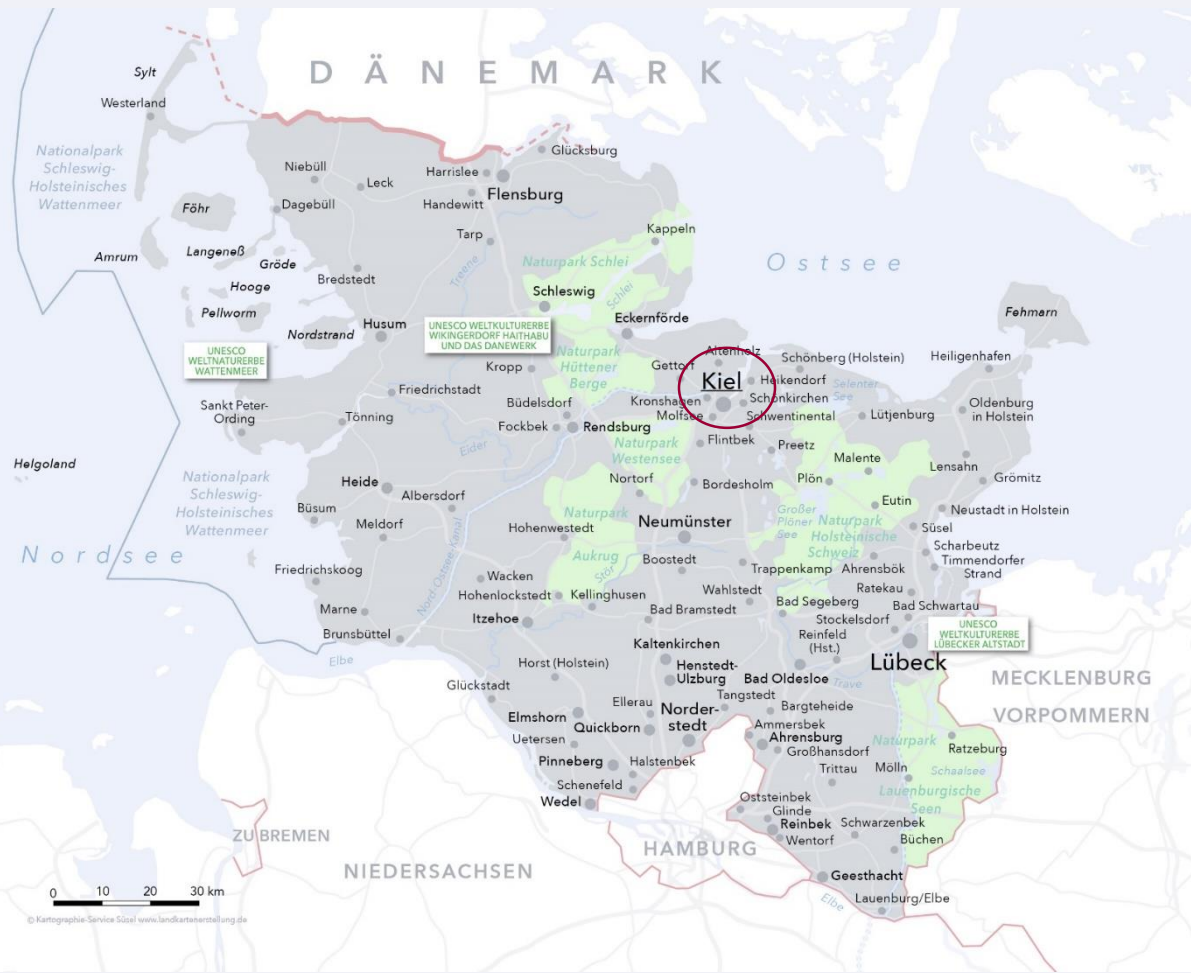 DÄNEMARK
Sylt
Westerland
Nationalpark
Schleswig-
Holsteinisches
Wattenmeer
Glücksburg
Niebüll
Harrislee
Leck
Flensburg
Handewitt
Föhr
Dagebüll
Kappeln
Tarp
Treene
Amrum
Langeneß
Gröde
Naturpark Schlei
Ostsee
Bredstedt
Hooge
Schleswig
Schlei
Pellworm
Fehmarn
Nordstrand
Husum
UNESCO WELTKULTURERBE
WIKINGERDORF HAITHABU
UND DAS DANEWERK
Eckernförde
UNESCO
WELTNATURERBE
WATTENMEER
Naturpark
Hüttener
Berge
Altenholz
Schönberg (Holstein)
Heiligenhafen
Kropp
Gettorf
Kiel
Heikendorf
Selenter
See
Friedrichstadt
Büdelsdorf
Kronshagen
Schönkirchen
Oldenburg
in Holstein
Sankt Peter-
Ording
Tönning
Molfsee
Schwentinental
Lütjenburg
Fockbek
Rendsburg
Eider
Naturpark
Westensee
Flintbek
Preetz
Malente
Helgoland
Lensahn
Nationalpark
Schleswig-
Holsteinisches
Wattenmeer
Heide
Nortorf
Bordesholm
Plön
Grömitz
Albersdorf
Büsum
Eutin
Meldorf
Naturpark
Aukrug
Großer
Plöner
See
Neustadt in Holstein
Hohenwestedt
Neumünster
Naturpark
Holsteinische
Schweiz
Süsel
Nordsee
Nord-Ostsee-Kanal
Scharbeutz
Timmendorfer
Strand
Boostedt
Friedrichskoog
Stör
Trappenkamp
Ahrensbök
Wacken
Hohenlockstedt
Kellinghusen
Wahlstedt
Ratekau
Marne
Bad Bramstedt
Bad Segeberg
Bad Schwartau
Itzehoe
Stockelsdorf
UNESCO
WELTKULTURERBE
LÜBECKER ALTSTADT
Brunsbüttel
Reinfeld
(Hst.)
Kaltenkirchen
Elbe
Horst (Holstein)
Henstedt-
Ulzburg
Bad Oldesloe
Lübeck
Trave
MECKLENBURG
VORPOMMERN
Glückstadt
Tangstedt
Ellerau
Norder-
stedt
Bargteheide
Elmshorn
Quickborn
Ammersbek
Uetersen
Ahrensburg
Großhansdorf
Naturpark
Lauenburgische
Seen
Ratzeburg
Pinneberg
Halstenbek
Trittau
Mölln
Schaalsee
Schenefeld
Wedel
Oststeinbek
Glinde
Reinbek
Schwarzenbek
ZU BREMEN
Wentorf
Büchen
HAMBURG
NIEDERSACHSEN
Geesthacht
0 10 20 30 km
Elbe
Lauenburg/Elbe
© Kartographie-Service Süsel www.landkartenerstellung.de